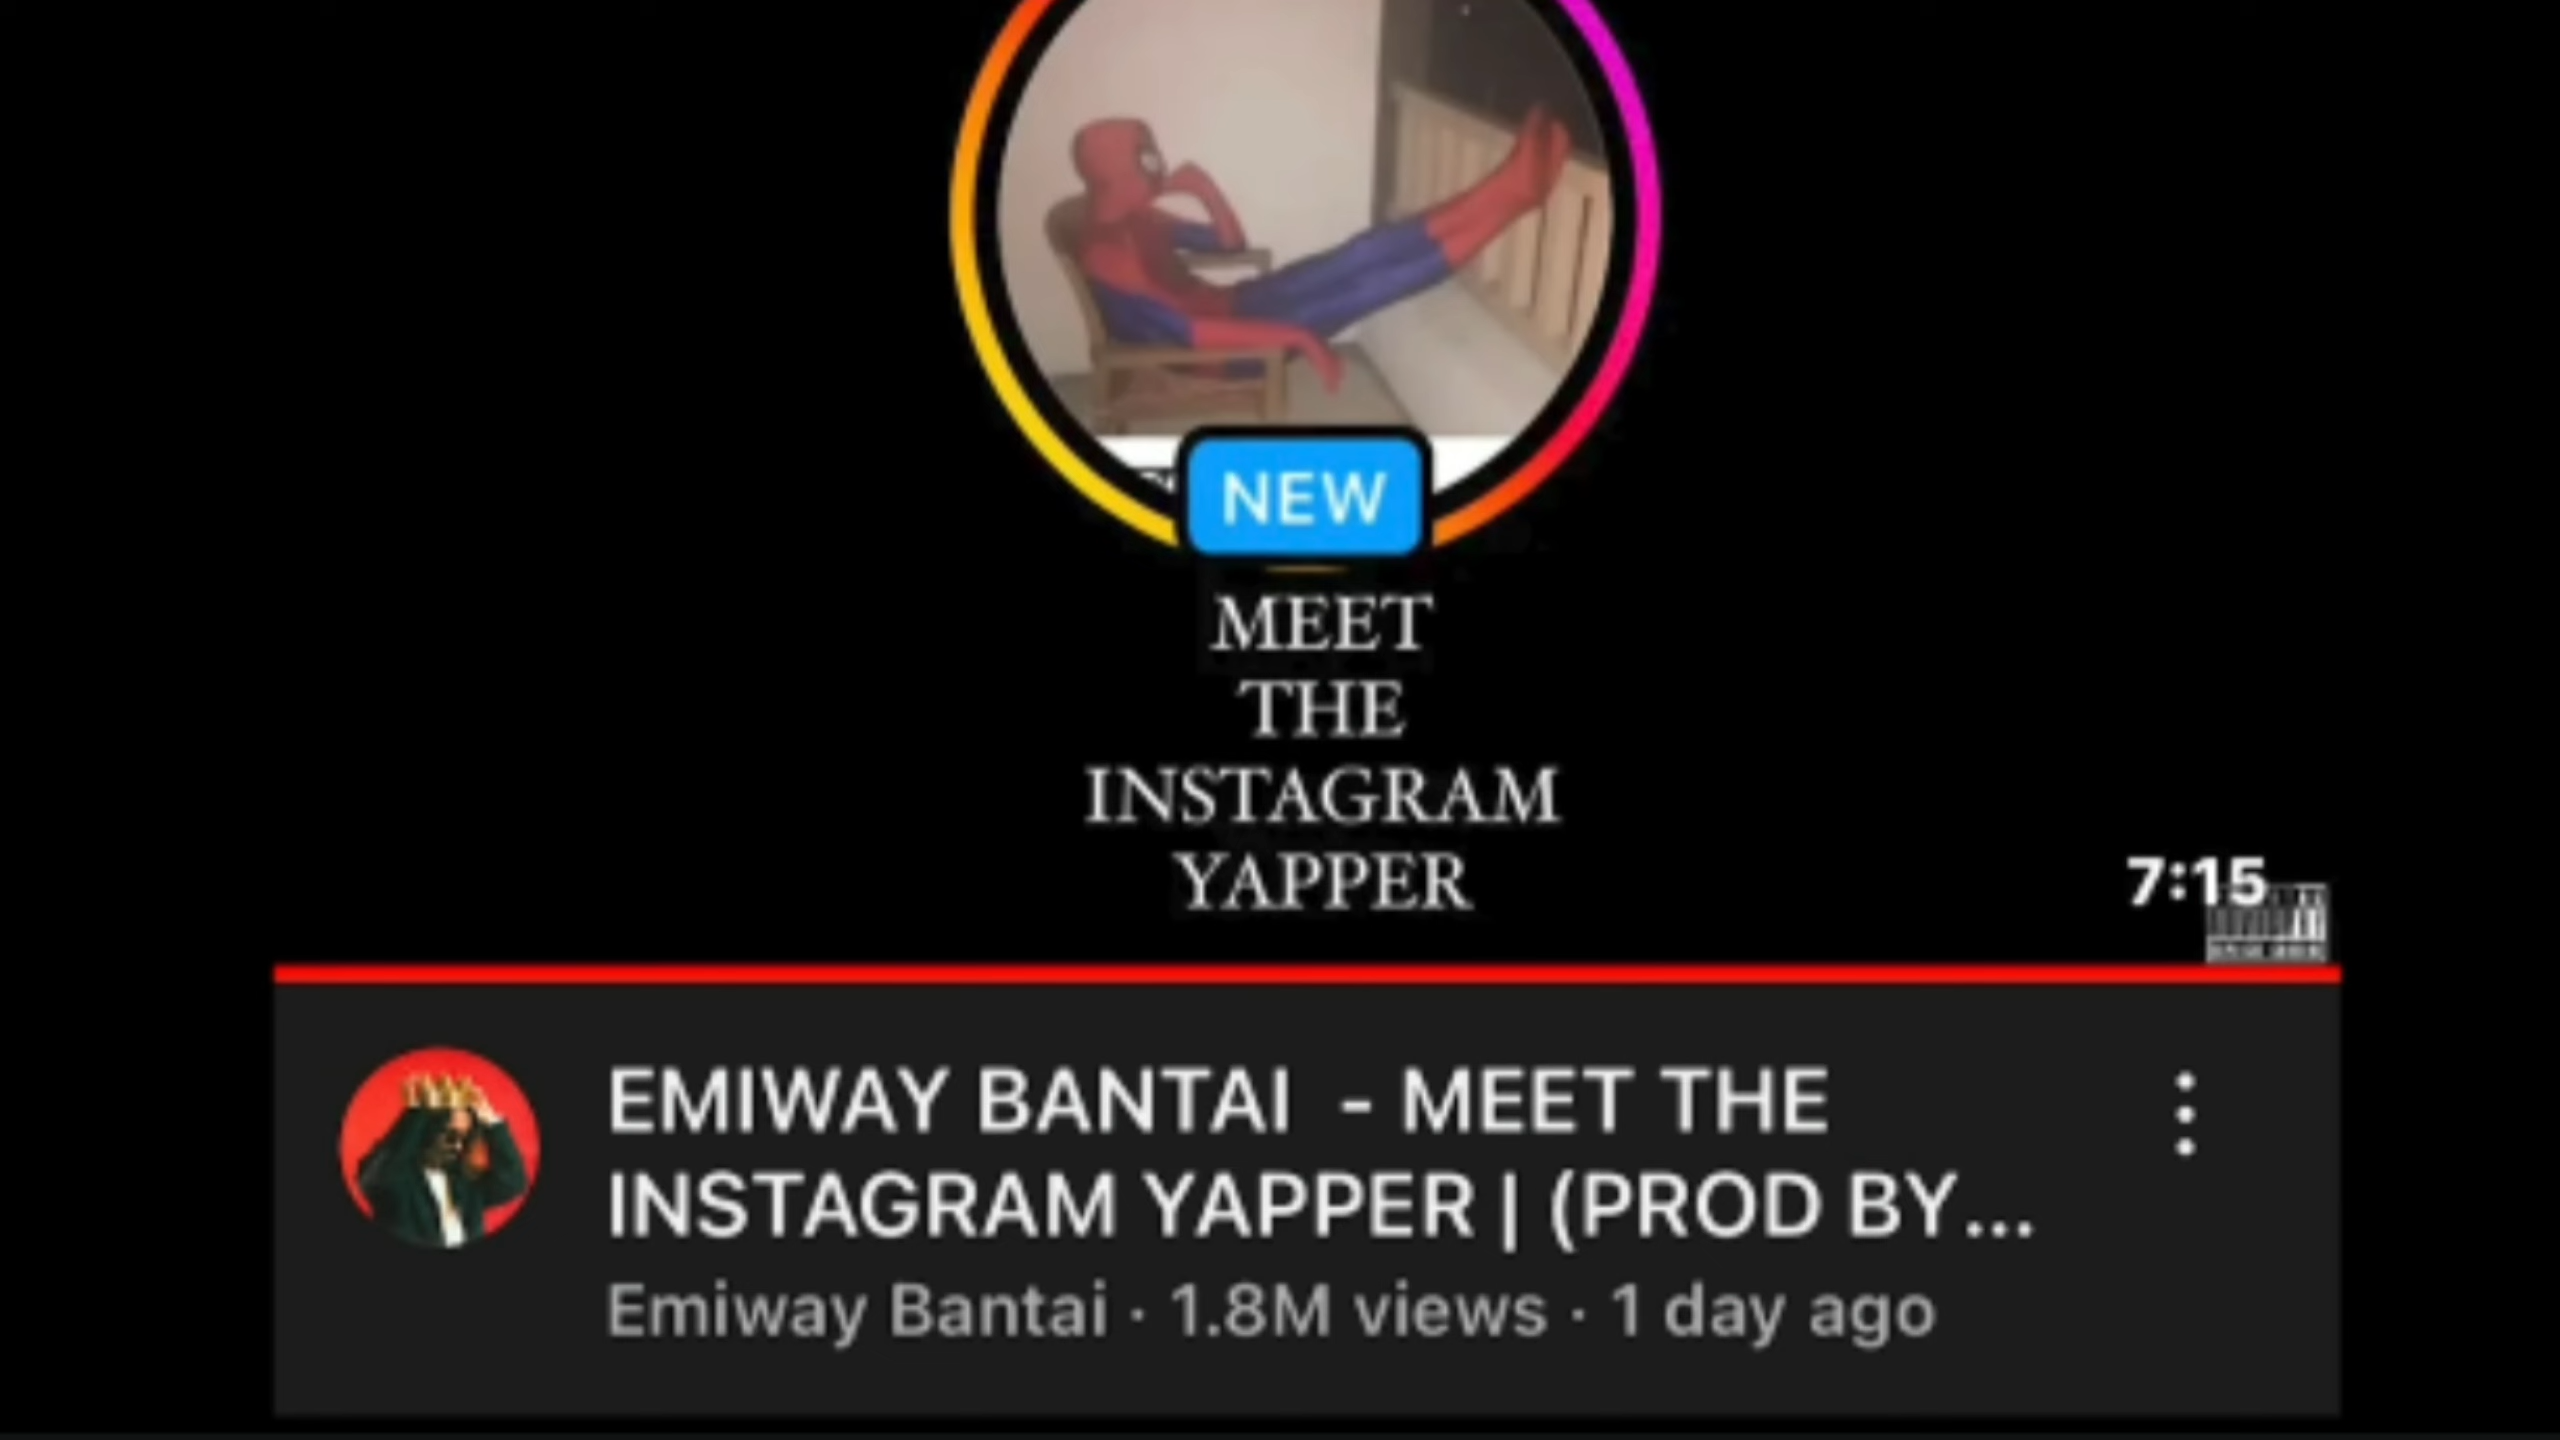 NEW
MEET
THE
INSTAGRAM
YAPPER
7:15
EMIWAY BANTAI - MEET THE
INSTAGRAM YAPPER | (PROD BY...
Emiway Bantai · 1.8M views · 1 day ago